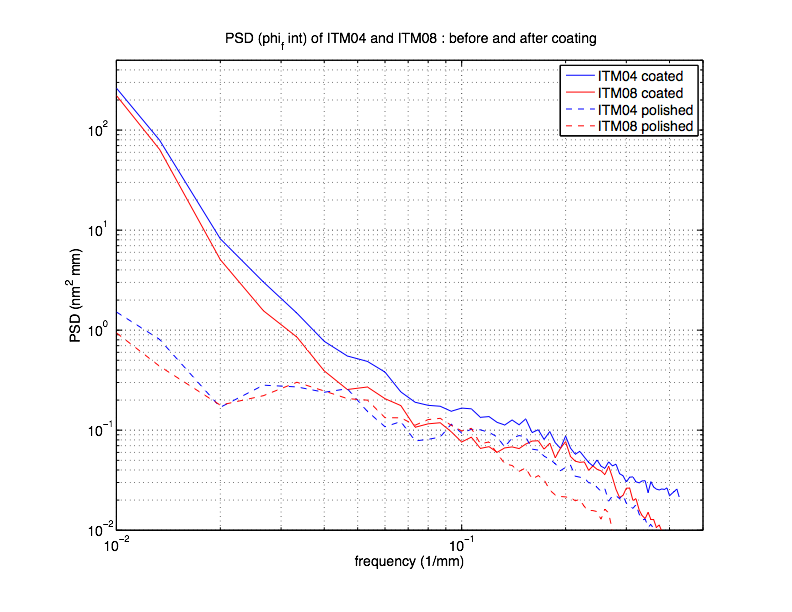 PSD (phi_f int) of ITM04 and ITM08 : before and after coating
ITM04 coated
ITM08 coated
ITM04 polished
ITM08 polished
10^2
10^1
10^0
10^-1
10^-2
PSD (nm^2 mm)
10^-2
10^-1
frequency (1/mm)